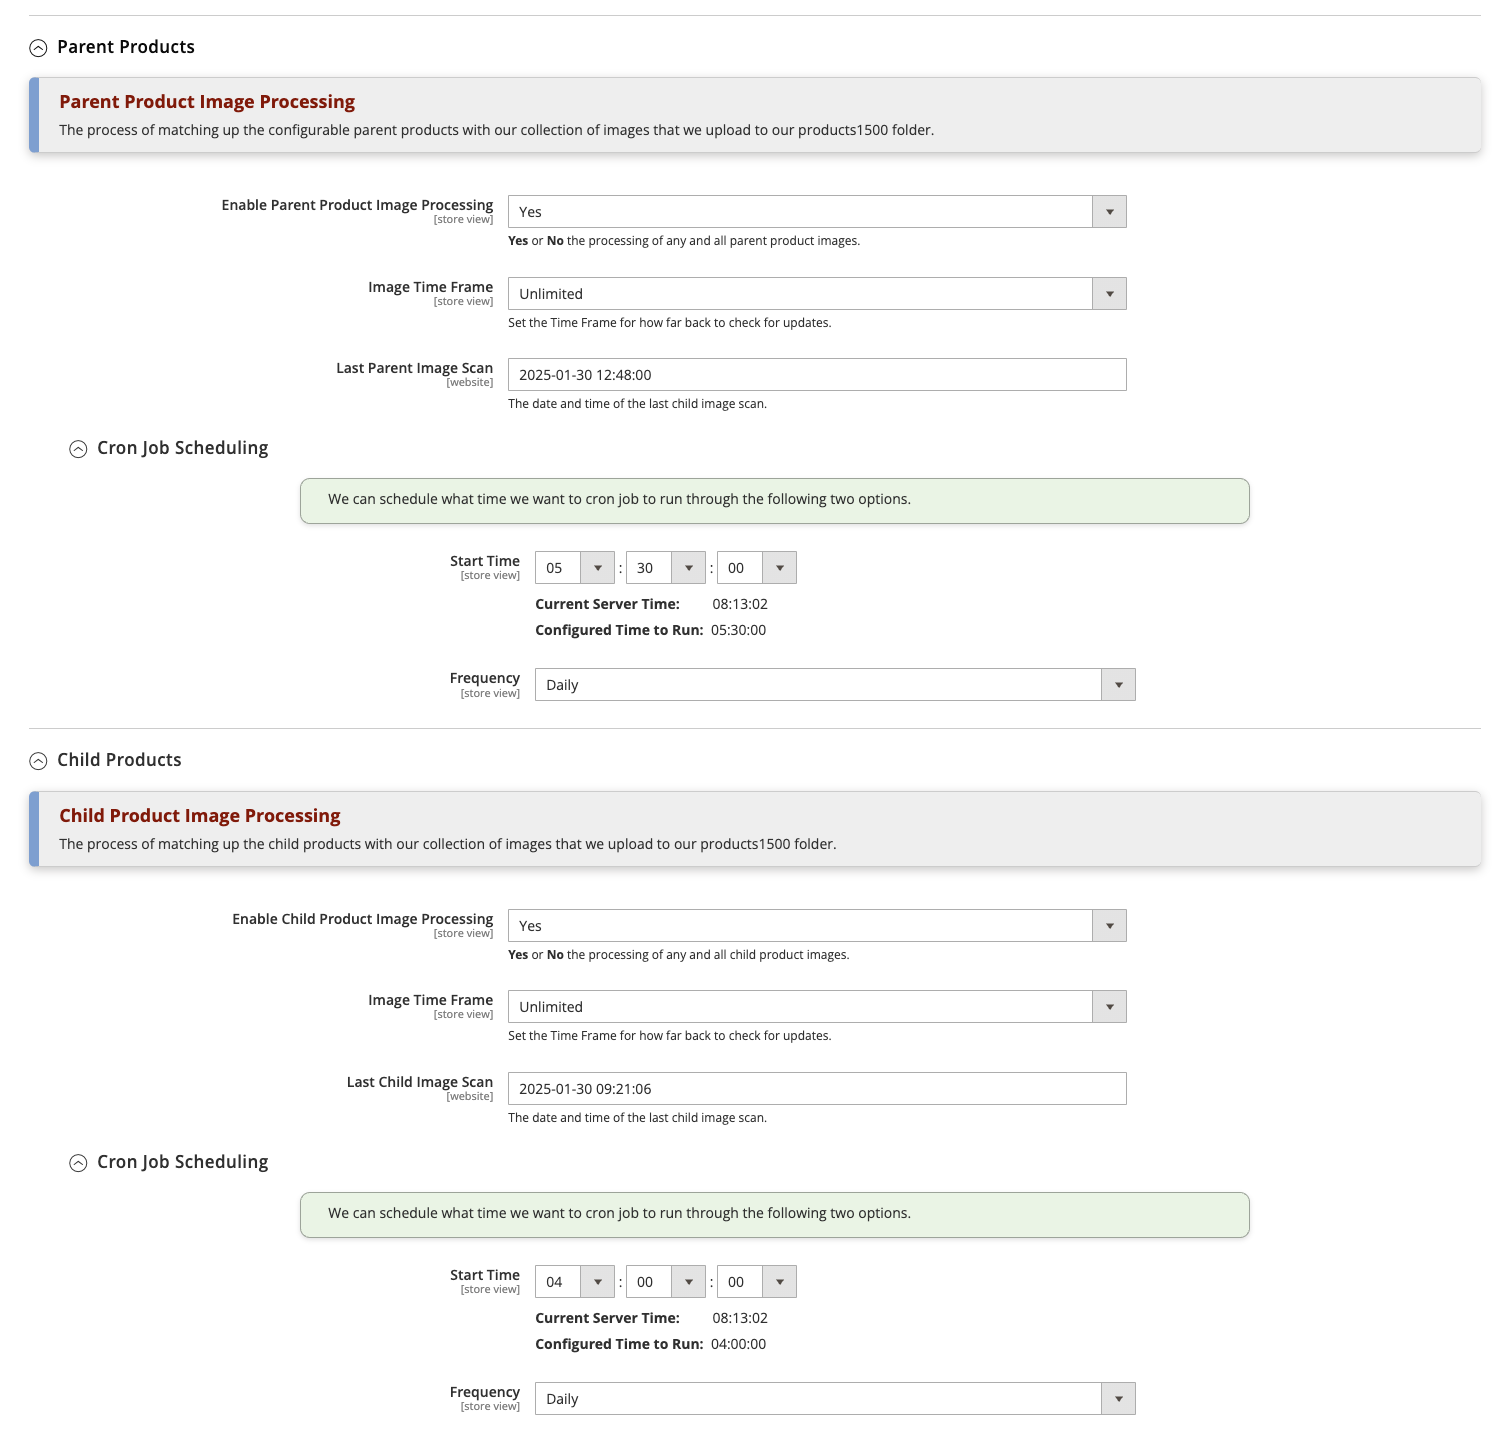 Parent Products
Parent Product Image Processing
The process of matching up the configurable parent products with our collection of images that we upload to our products1500 folder.
Enable Parent Product Image Processing
[store view]
Yes
Yes or No the processing of any and all parent product images.
Image Time Frame
[store view]
Unlimited
Set the Time Frame for how far back to check for updates.
Last Parent Image Scan
[website]
2025-01-30 12:48:00
The date and time of the last child image scan.
Cron Job Scheduling
We can schedule what time we want to cron job to run through the following two options.
Start Time
[store view]
05 : 30 : 00
Current Server Time: 08:13:02
Configured Time to Run: 05:30:00
Frequency
[store view]
Daily
Child Products
Child Product Image Processing
The process of matching up the child products with our collection of images that we upload to our products1500 folder.
Enable Child Product Image Processing
[store view]
Yes
Yes or No the processing of any and all child product images.
Image Time Frame
[store view]
Unlimited
Set the Time Frame for how far back to check for updates.
Last Child Image Scan
[website]
2025-01-30 09:21:06
The date and time of the last child image scan.
Cron Job Scheduling
We can schedule what time we want to cron job to run through the following two options.
Start Time
[store view]
04 : 00 : 00
Current Server Time: 08:13:02
Configured Time to Run: 04:00:00
Frequency
[store view]
Daily